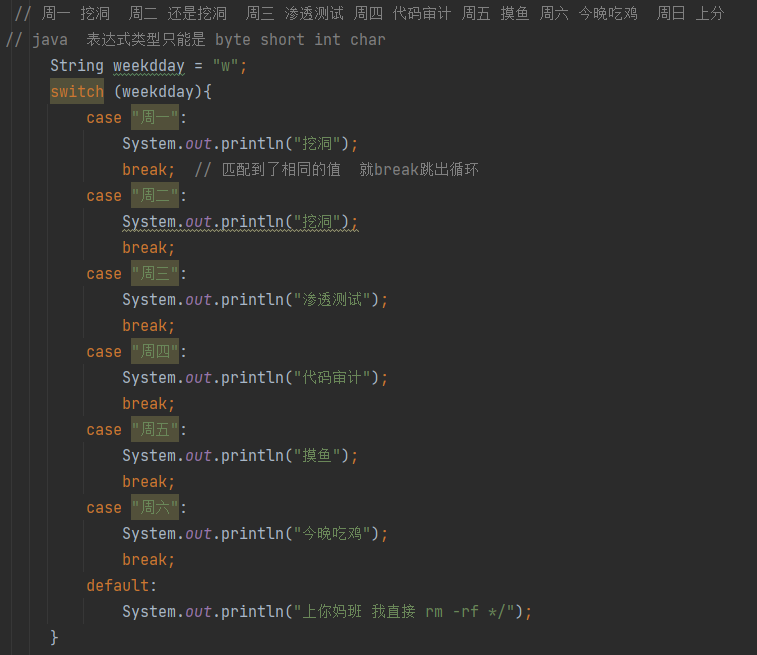 // 周一 挖洞  周二 还是挖洞  周三 渗透测试 周四 代码审计 周五 摸鱼 周六 今晚吃鸡  周日 上分
// java  表达式类型只能是 byte short int char
String weekdday = "w";
switch (weekdday){
case "周一":
System.out.println("挖洞");
break;  // 匹配到了相同的值  就break跳出循环
case "周二":
System.out.println("挖洞");
break;
case "周三":
System.out.println("渗透测试");
break;
case "周四":
System.out.println("代码审计");
break;
case "周五":
System.out.println("摸鱼");
break;
case "周六":
System.out.println("今晚吃鸡");
break;
default:
System.out.println("上你妈班 我直接 rm -rf */");
}